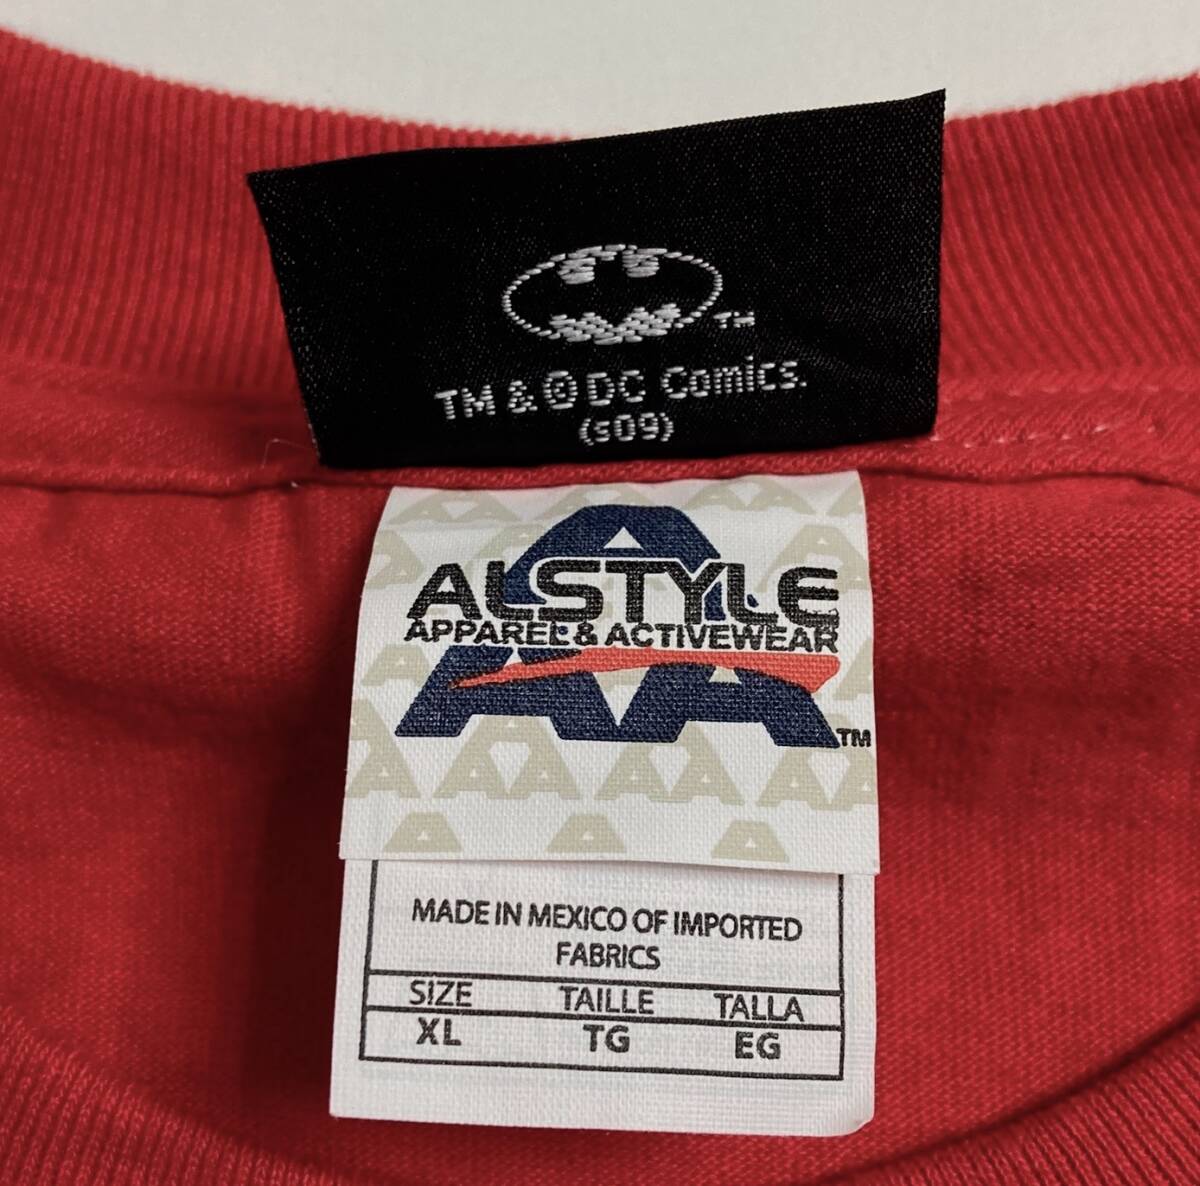 TM
TM & © DC Comics.
(s09)
ALSTYLE
APPAREL & ACTIVEWEAR
AAA
TM
MADE IN MEXICO OF IMPORTED
FABRICS
SIZE TAILLE TALLA
XL TG EG